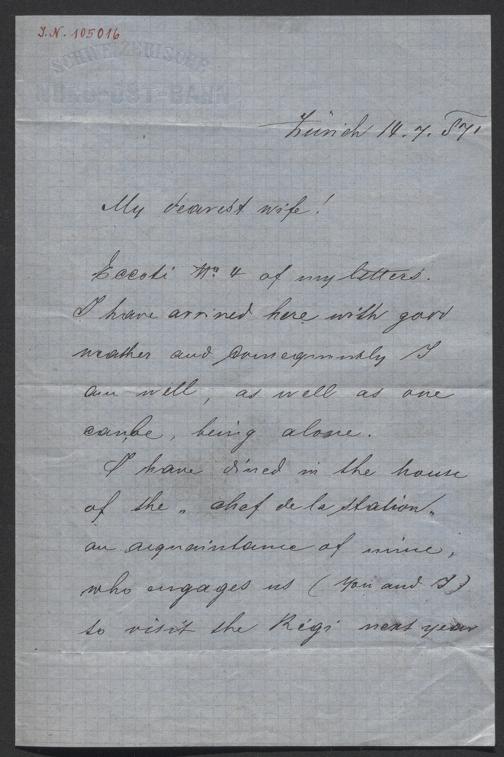 J.N. 105016
SCHWEIZERISCHE
NORD-OST-BAHN
Zürich 14. 7. 871
My dearest wife!
Eccoti No. 4 of my letters.
I have arrived here with good
weather and consequently I
am well, as well as one
can be, being alone.
I have dined in the house
of the „chef de la station„
an acquaintance of mine,
who engages us (You and I)
to visit the Rigi next year